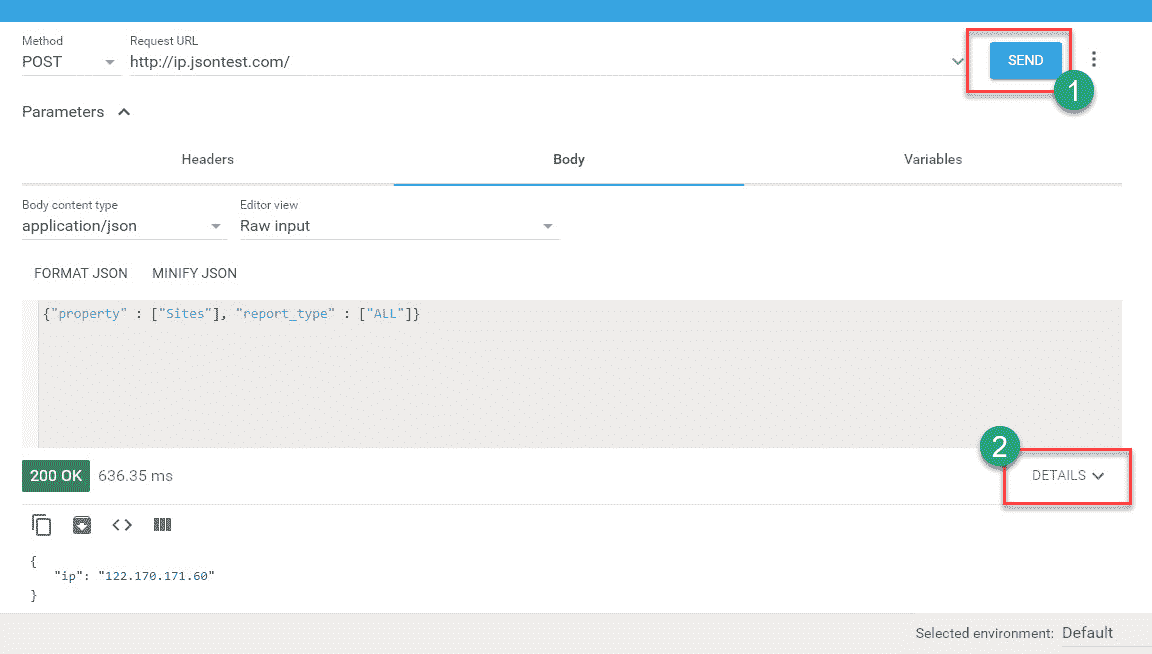 Method Request URL
POST http://ip.jsontest.com/ SEND
1
Parameters
Headers Body Variables
Body content type Editor view
application/json Raw input
FORMAT JSON MINIFY JSON
{"property" : ["Sites"], "report_type" : ["ALL"]}
2
200 OK 636.35 ms DETAILS
{
"ip": "122.170.171.60"
}
Selected environment: Default